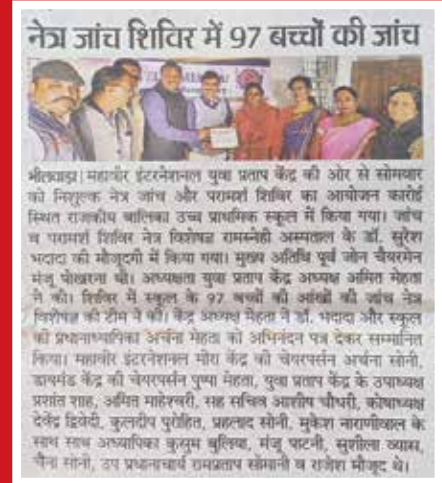 नेत्र जांच शिविर में 97 बच्चों की जांच
भीलवाड़ा। महावीर इंटरनेशनल युवा प्रताप केंद्र की ओर से सोमवार
को निशुल्क नेत्र जांच और परामर्श शिविर का आयोजन कारोई
स्थित राजकीय बालिका उच्च प्राथमिक स्कूल में किया गया। जांच
व परामर्श शिविर नेत्र विशेषज्ञ रामस्नेही अस्पताल के डॉ. सुरेश
भदादा की मौजूदगी में किया गया। मुख्य अतिथि पूर्व जोन चेयरमेन
मंजू पोखरना थी। अध्यक्षता युवा प्रताप केंद्र अध्यक्ष अमित मेहता
ने की। शिविर में स्कूल के 97 बच्चों की आंखों की जांच नेत्र
विशेषज्ञ की टीम ने की। केंद्र अध्यक्ष मेहता ने डॉ. भदादा और स्कूल
की प्रधानाध्यापिका अर्चना मेहता को अभिनंदन पत्र देकर सम्मानित
किया। महावीर इंटरनेशनल मीरा केंद्र की चेयरपर्सन अर्चना सोनी,
डायमंड केंद्र की चेयरपर्सन पुष्पा मेहता, युवा प्रताप केंद्र के उपाध्यक्ष
प्रशांत शाह, अमित माहेश्वरी, सह सचिव आशीष चौधरी, कोषाध्यक्ष
देवेंद्र द्विवेदी, कुलदीप पुरोहित, प्रहलाद सोनी, मुकेश नाराणीवाल के
साथ साथ अध्यापिका कुसुम बुलिया, मंजू पाटनी, सुशीला व्यास,
चैना सोनी, उप प्रधानाचार्य रामप्रताप सोमानी व राजेश मौजूद थे।